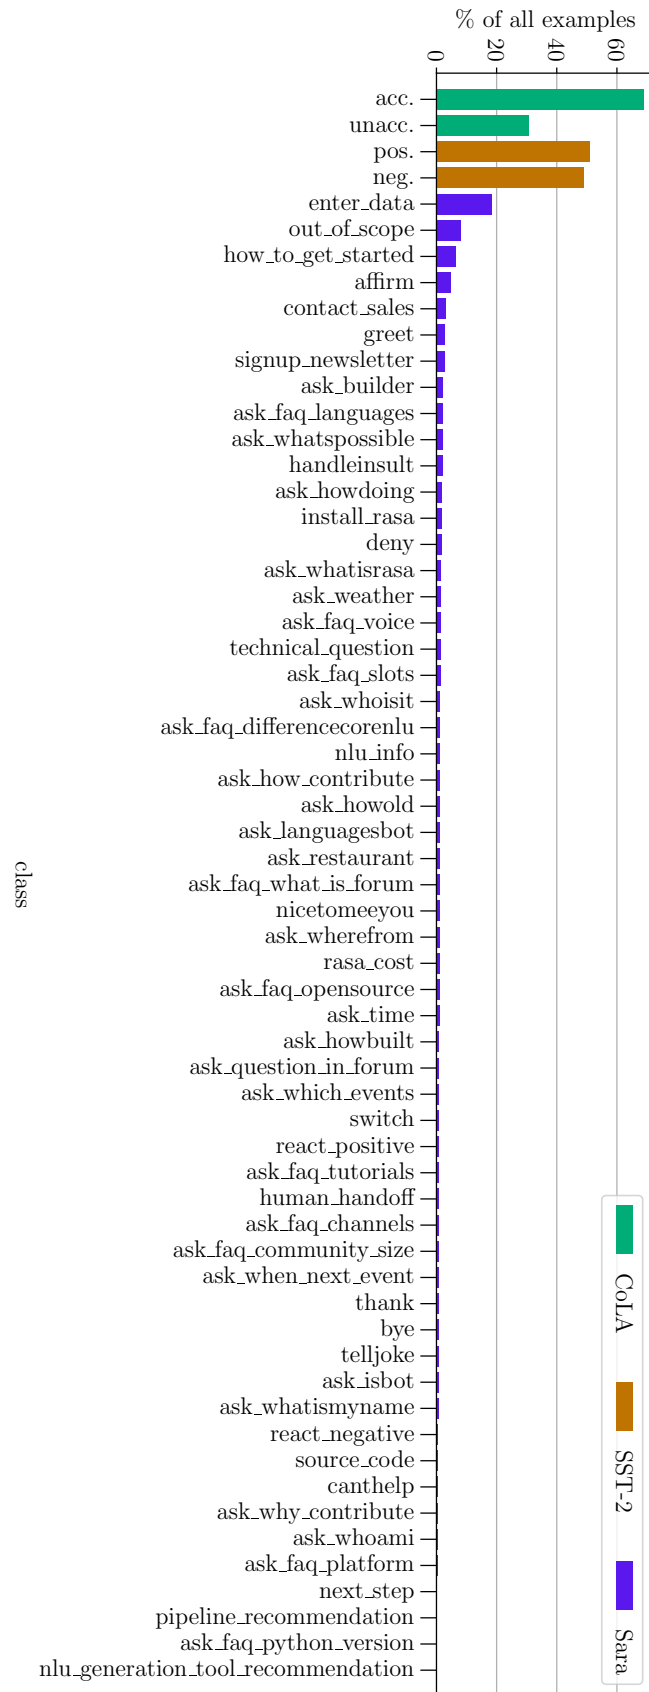 % of all examples
0 20 40 60
acc.
unacc.
pos.
neg.
enter_data
out_of_scope
how_to_get_started
affirm
contact_sales
greet
signup_newsletter
ask_builder
ask_faq_languages
ask_whatspossible
handleinsult
ask_howdoing
install_rasa
deny
ask_whatisrasa
ask_weather
ask_faq_voice
technical_question
ask_faq_slots
ask_whoisit
ask_faq_differencecorenlu
nlu_info
ask_how_contribute
ask_howold
ask_languagesbot
ask_restaurant
ask_faq_what_is_forum
nicetomeeyou
ask_wherefrom
rasa_cost
ask_faq_opensource
ask_time
ask_howbuilt
ask_question_in_forum
ask_which_events
switch
react_positive
ask_faq_tutorials
human_handoff
ask_faq_channels
ask_faq_community_size
ask_when_next_event
thank
bye
telljoke
ask_isbot
ask_whatismyname
react_negative
source_code
canthelp
ask_why_contribute
ask_whoami
ask_faq_platform
next_step
pipeline_recommendation
ask_faq_python_version
nlu_generation_tool_recommendation
class
CoLA SST-2 Sara